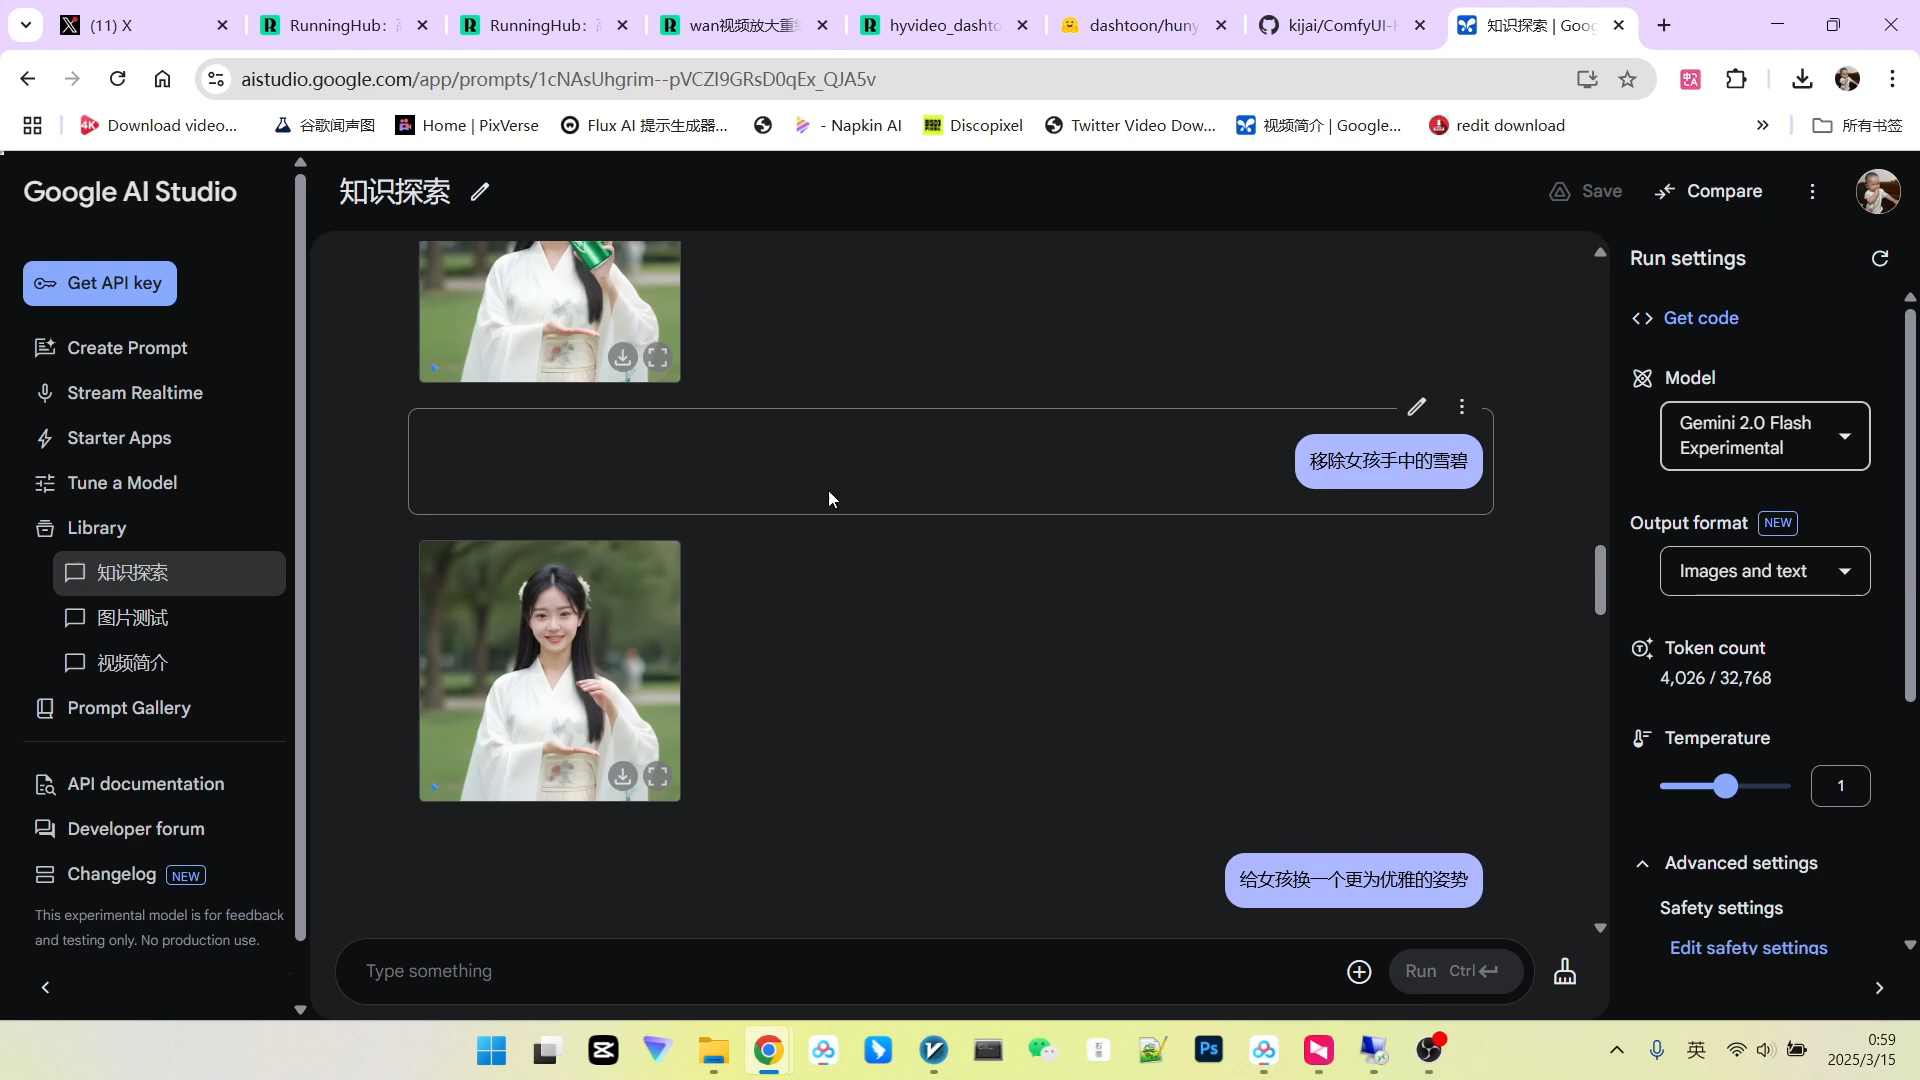 (11) X
RunningHub:
RunningHub:
wan视频放大重
hyvideo_dashto
dashtoon/huny
kijai/ComfyUI-H
知识探索 | Goog
aistudio.google.com/app/prompts/1cNAsUhgrim--pVCZI9GRsD0qEx_QJA5v
Download video...
谷歌闻声图
Home | PixVerse
Flux AI 提示生成器...
- Napkin AI
Discopixel
Twitter Video Dow...
视频简介 | Google...
redit download
所有书签
Google AI Studio
知识探索
Save
Compare
Get API key
Create Prompt
Stream Realtime
Starter Apps
Tune a Model
Library
知识探索
图片测试
视频简介
Prompt Gallery
API documentation
Developer forum
Changelog NEW
This experimental model is for feedback
and testing only. No production use.
移除女孩手中的雪碧
给女孩换一个更为优雅的姿势
Type something
Run Ctrl
Run settings
Get code
Model
Gemini 2.0 Flash
Experimental
Output format NEW
Images and text
Token count
4,026 / 32,768
Temperature
1
Advanced settings
Safety settings
Edit safety settings
Ps
英
0:59
2025/3/15